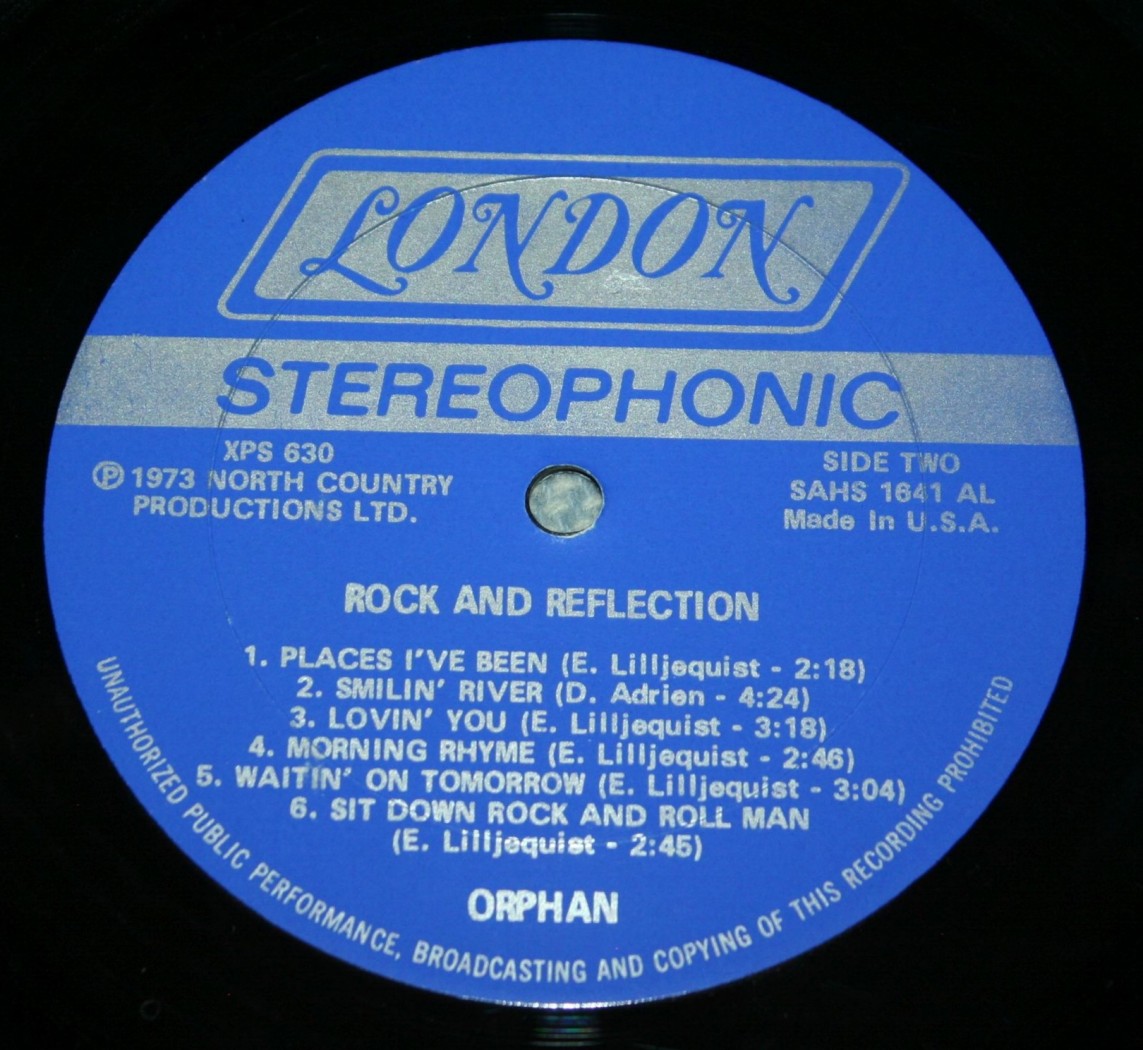 LONDON
STEREOPHONIC
XPS 630
Ⓟ 1973 NORTH COUNTRY
PRODUCTIONS LTD.
SIDE TWO
SAHS 1641 AL
Made in U.S.A.
ROCK AND REFLECTION
1. PLACES I'VE BEEN (E. Lilljequist - 2:18)
2. SMILIN' RIVER (D. Adrien - 4:24)
3. LOVIN' YOU (E. Lilljequist - 3:18)
4. MORNING RHYME (E. Lilljequist - 2:46)
5. WAITIN' ON TOMORROW (E. Lilljequist - 3:04)
6. SIT DOWN ROCK AND ROLL MAN
(E. Lilljequist - 2:45)
ORPHAN
UNAUTHORIZED PUBLIC PERFORMANCE, BROADCASTING AND COPYING OF THIS RECORDING PROHIBITED